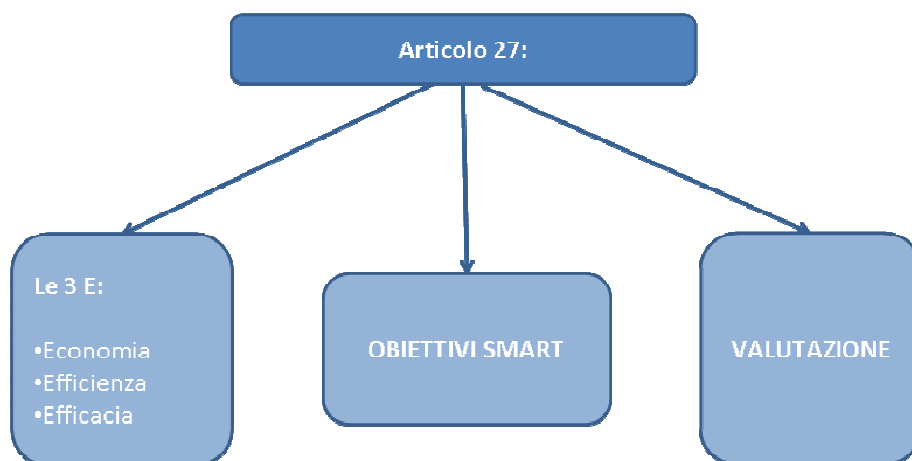 Articolo 27:
Le 3 E:
•Economia
•Efficienza
•Efficacia
OBIETTIVI SMART
VALUTAZIONE